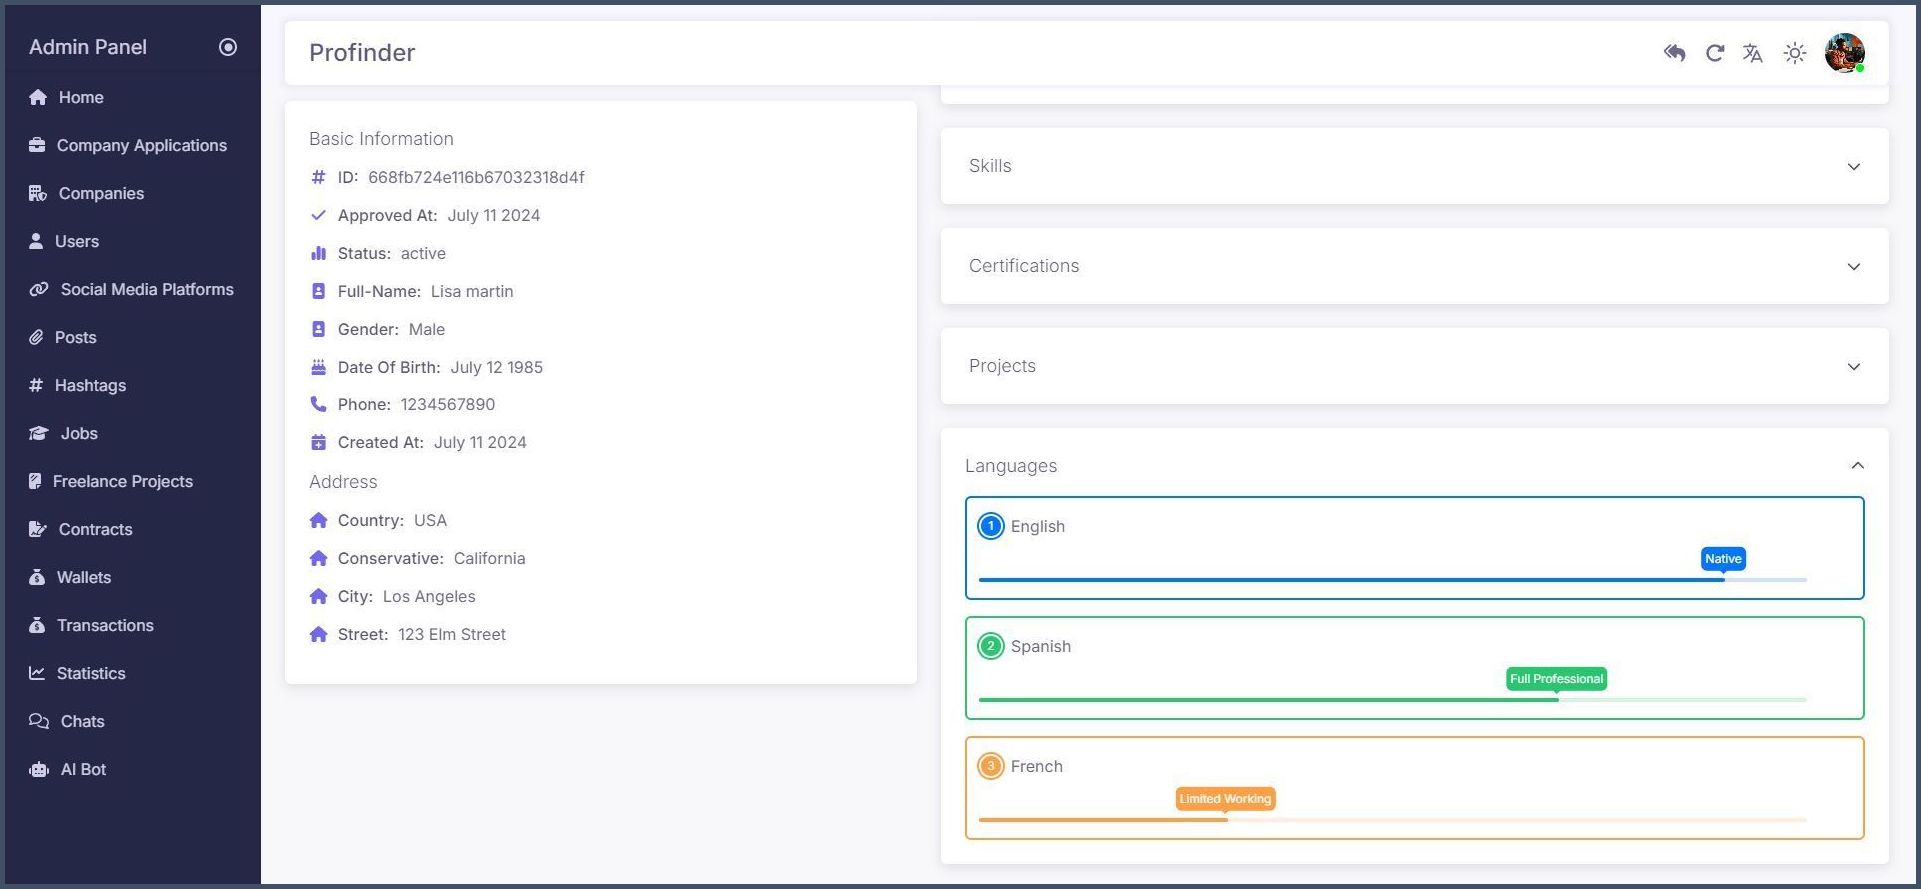 Admin Panel
Home
Company Applications
Companies
Users
Social Media Platforms
Posts
Hashtags
Jobs
Freelance Projects
Contracts
Wallets
Transactions
Statistics
Chats
AI Bot
Profinder
Basic Information
ID: 668fb724e116b67032318d4f
Approved At: July 11 2024
Status: active
Full-Name: Lisa martin
Gender: Male
Date Of Birth: July 12 1985
Phone: 1234567890
Created At: July 11 2024
Address
Country: USA
Conservative: California
City: Los Angeles
Street: 123 Elm Street
Skills
Certifications
Projects
Languages
1 English
Native
2 Spanish
Full Professional
3 French
Limited Working